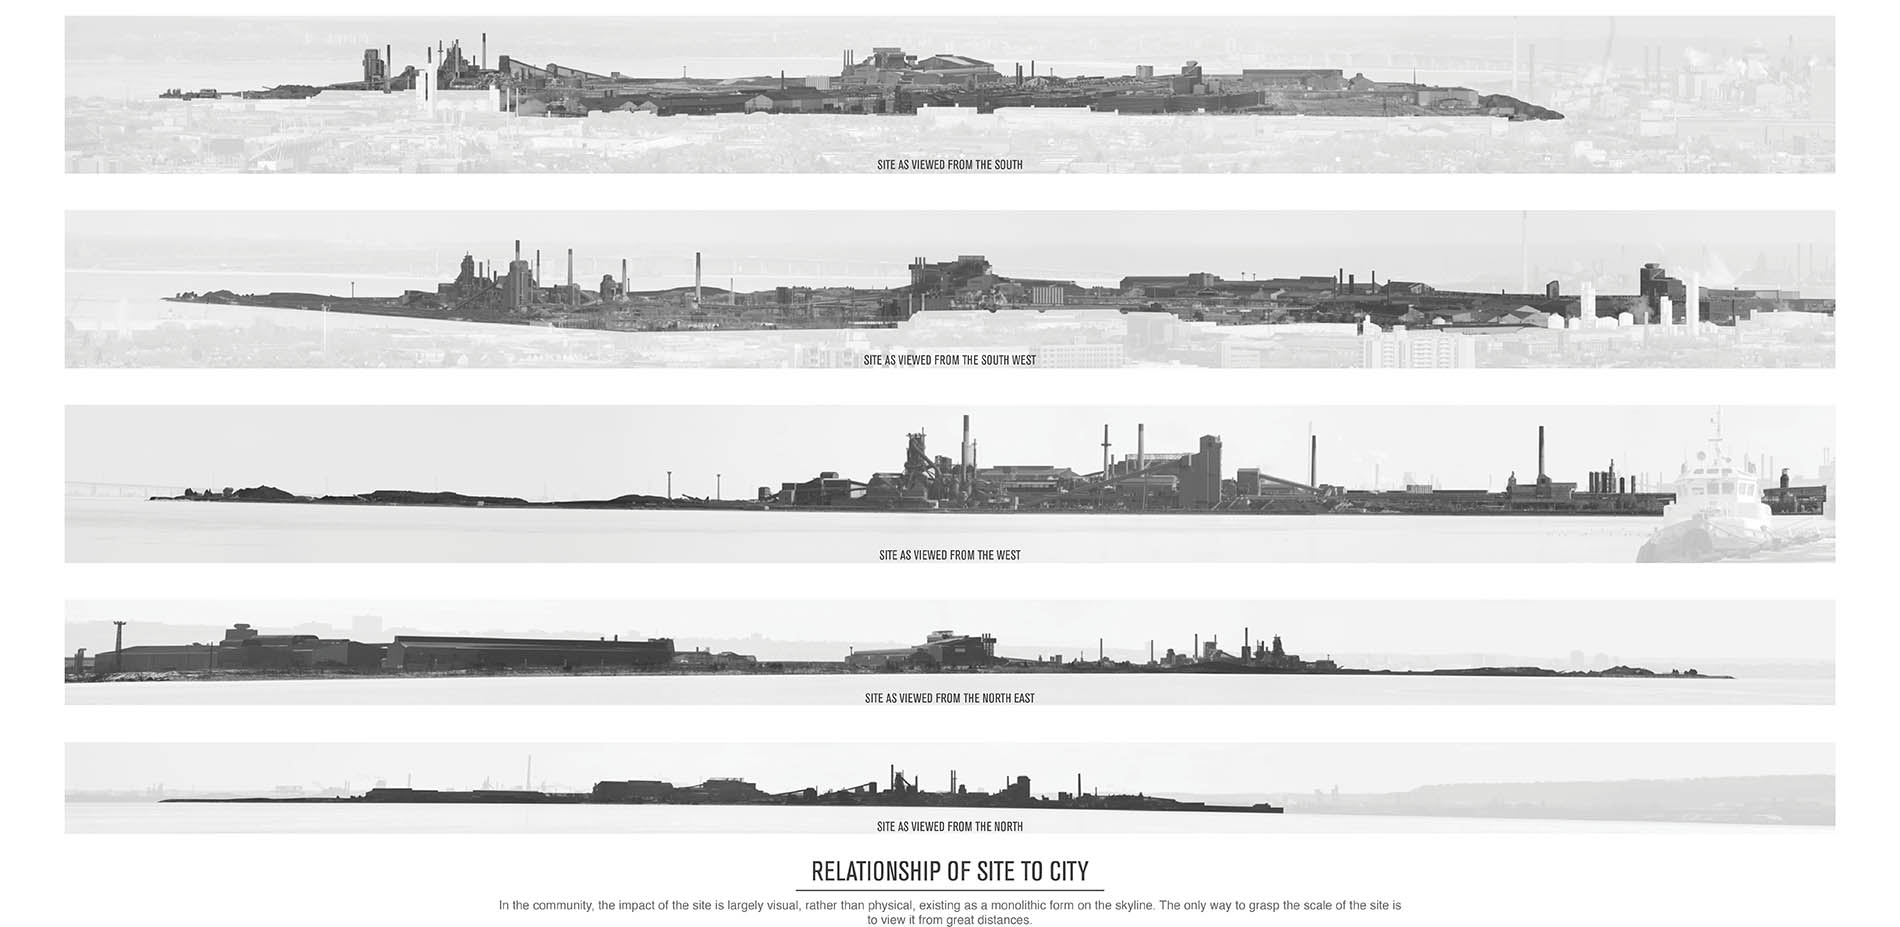 SITE AS VIEWED FROM THE SOUTH
SITE AS VIEWED FROM THE SOUTH WEST
SITE AS VIEWED FROM THE WEST
SITE AS VIEWED FROM THE NORTH EAST
SITE AS VIEWED FROM THE NORTH
RELATIONSHIP OF SITE TO CITY
In the community, the impact of the site is largely visual, rather than physical, existing as a monolithic form on the skyline. The only way to grasp the scale of the site is
to view it from great distances.